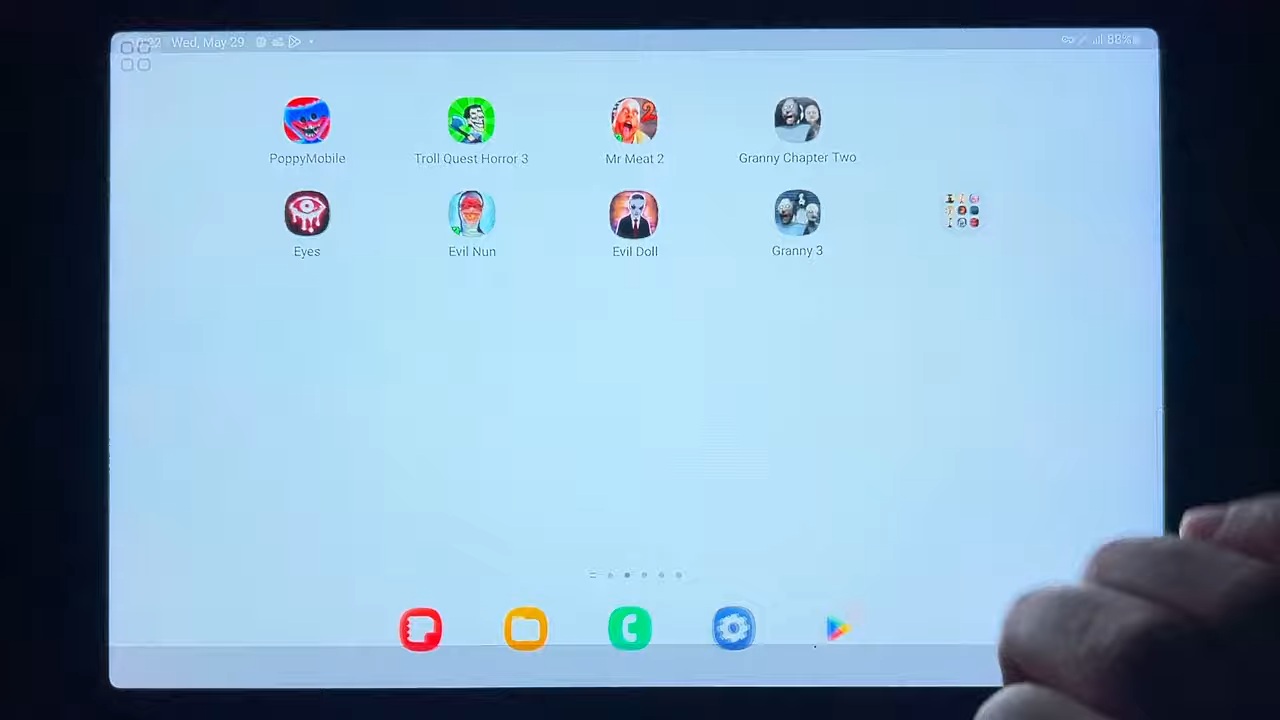 Wed, May 29
88%
PoppyMobile
Troll Quest Horror 3
Mr Meat 2
Granny Chapter Two
Eyes
Evil Nun
Evil Doll
Granny 3